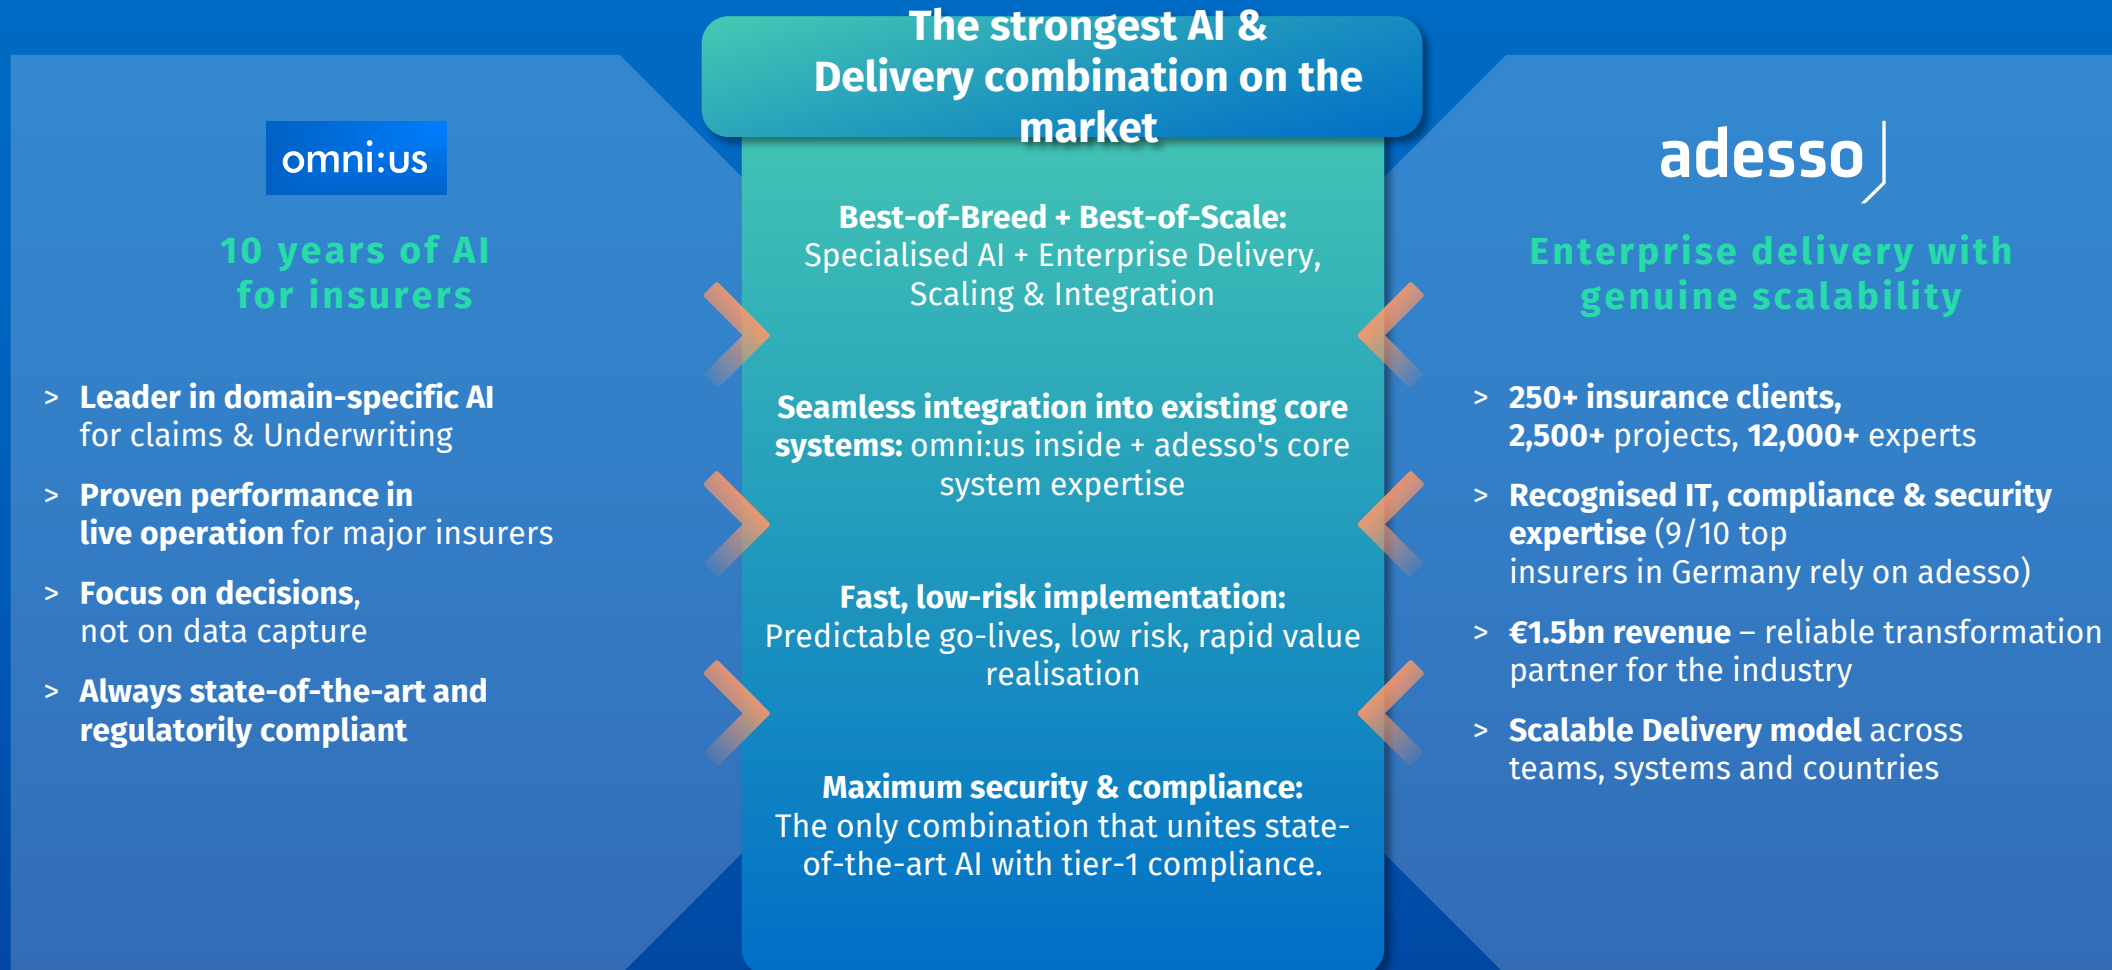 The strongest AI &
Delivery combination on the
market
omni:us
10 years of AI
for insurers
> Leader in domain-specific AI
for claims & Underwriting
> Proven performance in
live operation for major insurers
> Focus on decisions,
not on data capture
> Always state-of-the-art and
regulatorily compliant
Best-of-Breed + Best-of-Scale:
Specialised AI + Enterprise Delivery,
Scaling & Integration
Seamless integration into existing core
systems: omni:us inside + adesso's core
system expertise
Fast, low-risk implementation:
Predictable go-lives, low risk, rapid value
realisation
Maximum security & compliance:
The only combination that unites state-
of-the-art AI with tier-1 compliance.
adesso
Enterprise delivery with
genuine scalability
> 250+ insurance clients,
2,500+ projects, 12,000+ experts
> Recognised IT, compliance & security
expertise (9/10 top
insurers in Germany rely on adesso)
> €1.5bn revenue – reliable transformation
partner for the industry
> Scalable Delivery model across
teams, systems and countries